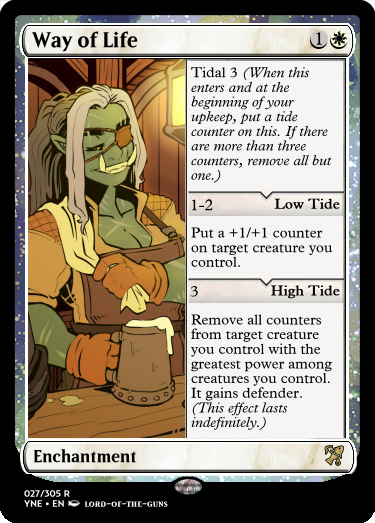 Way of Life
1
Tidal 3 (When this
enters and at the
beginning of your
upkeep, put a tide
counter on this. If there
are more than three
counters, remove all but
one.)
1-2 Low Tide
Put a +1/+1 counter
on target creature you
control.
3 High Tide
Remove all counters
from target creature
you control with the
greatest power among
creatures you control.
It gains defender.
(This effect lasts
indefinitely.)
Enchantment
027/305 R
YNE • EN LORD-OF-THE-GUNS